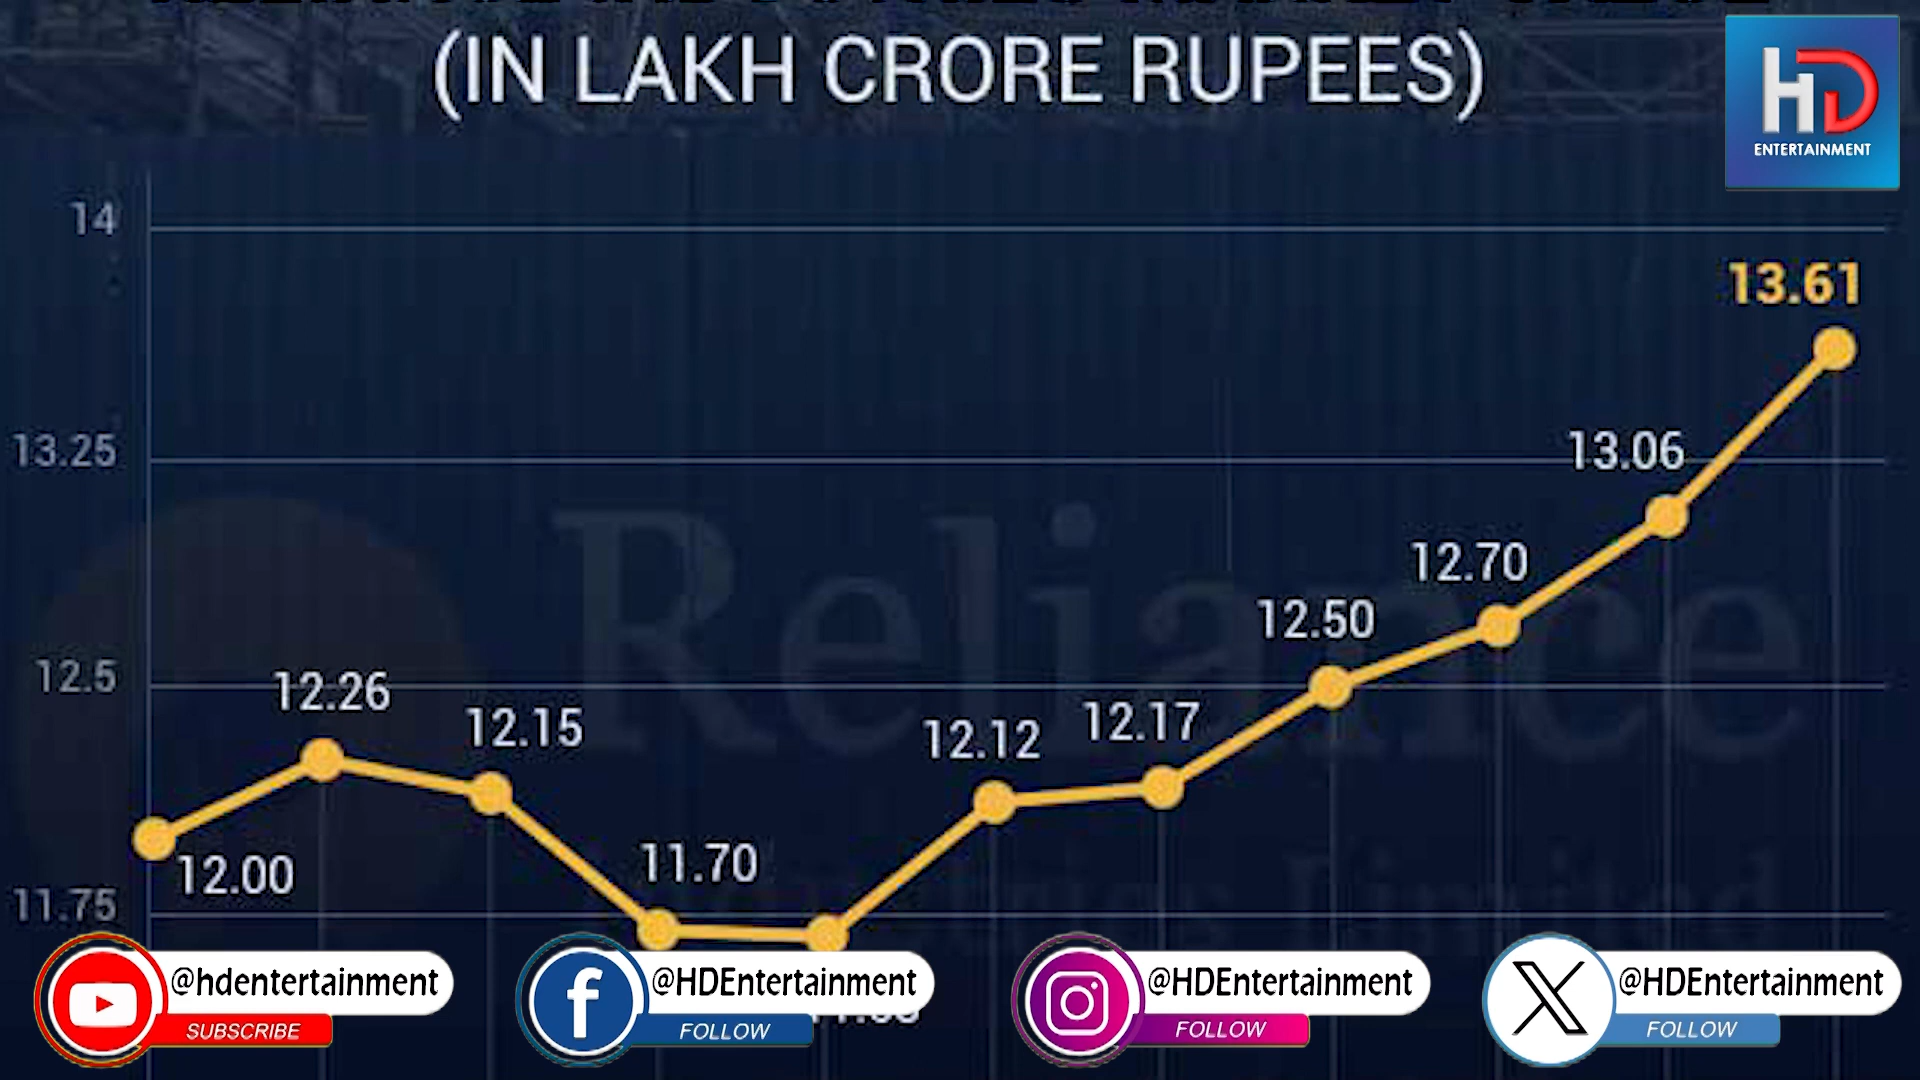 (IN LAKH CRORE RUPEES)
HD
ENTERTAINMENT
14
13.61
13.25
13.06
12.70
12.5
12.50
12.26
12.15
12.12
12.17
12.00
11.70
11.75
Reliance
@hdentertainment
SUBSCRIBE
@HDEntertainment
FOLLOW
@HDEntertainment
FOLLOW
@HDEntertainment
FOLLOW